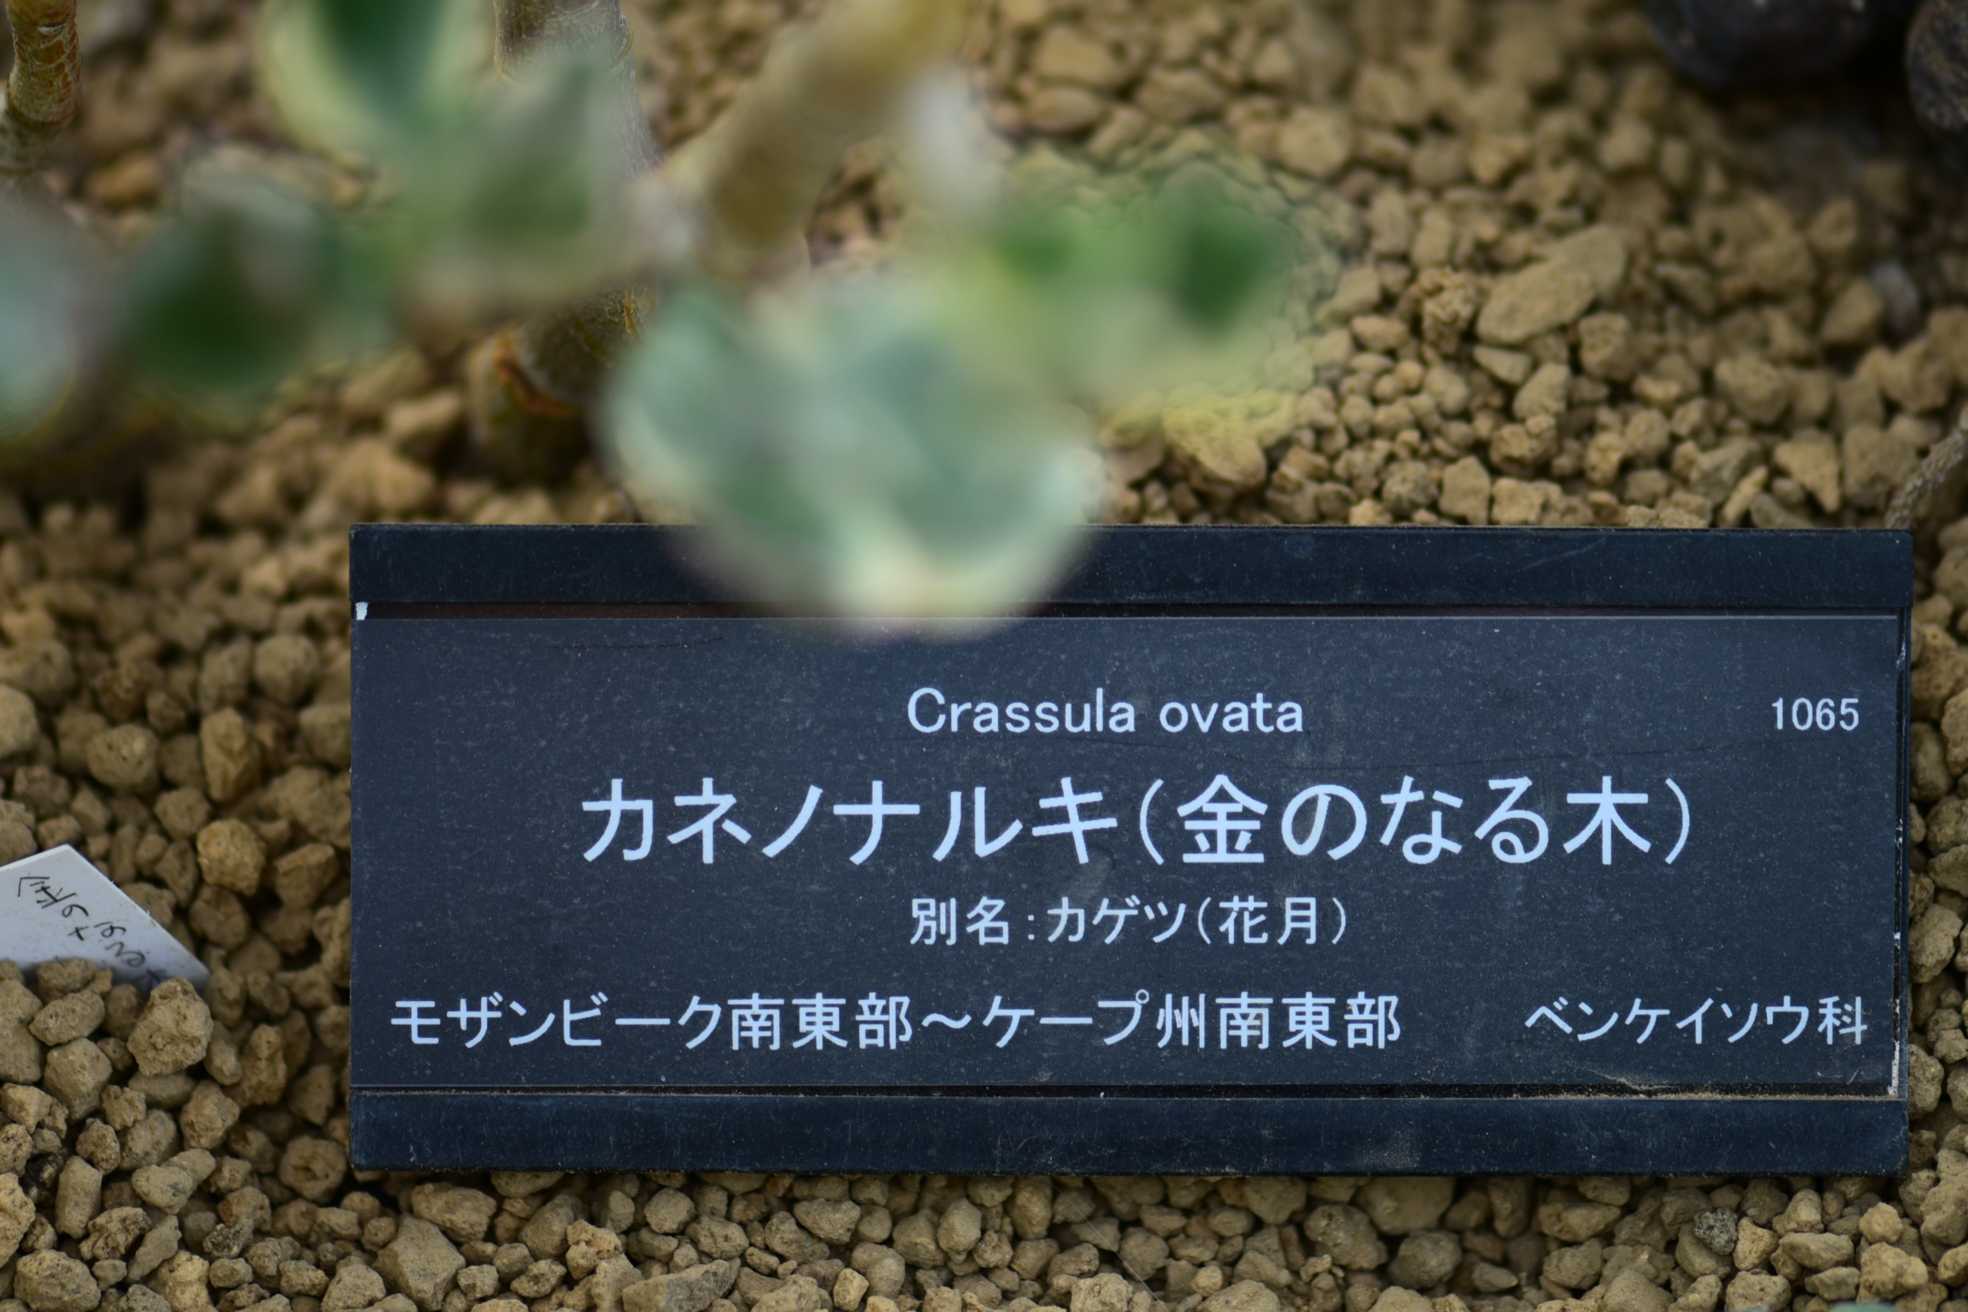 Crassula ovata
1065
カネノナルキ（金のなる木）
別名：カゲツ（花月）
モザンビーク南東部～ケープ州南東部
ベンケイソウ科